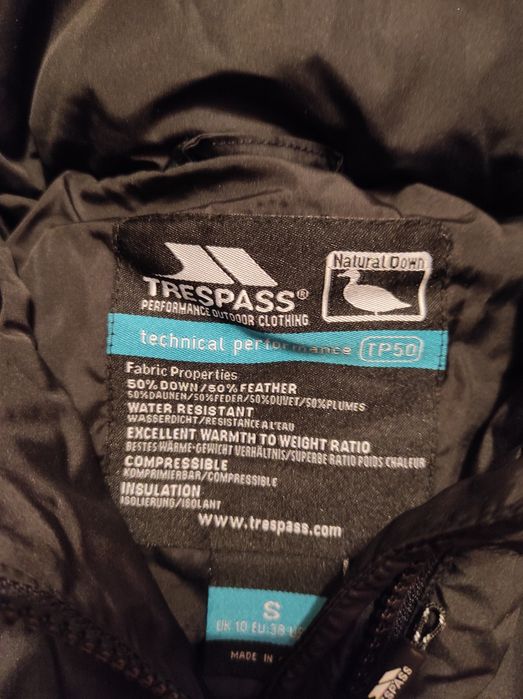 Natural Down
TRESPASS®
PERFORMANCE OUTDOOR CLOTHING
technical performance TP50
Fabric Properties
50% DOWN/50% FEATHER
50%DAUNEN/50%FEDER/50%DUVET/50%PLUMES
WATER RESISTANT
WASSERDICHT/RESISTANCE A L'EAU
EXCELLENT WARMTH TO WEIGHT RATIO
BESTES WÄRME-GEWICHT VERHÄLTNIS/SUPERBE RATIO POIDS CHALEUR
COMPRESSIBLE
KOMPRIMIERBAR/COMPRESSIBLE
INSULATION
ISOLIERUNG/ISOLANT
www.trespass.com
S
UK 10 EU 38
MADE IN
TRESPASS